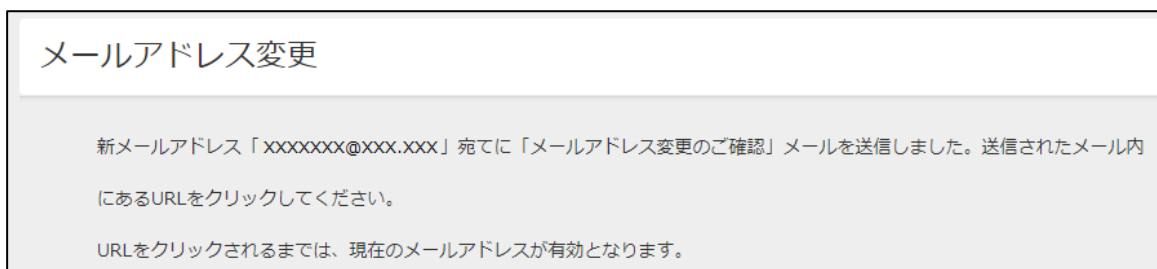 メールアドレス変更
新メールアドレス「 XXXXXXX@XXX.XXX 」宛てに「メールアドレス変更のご確認」メールを送信しました。送信されたメール内
にあるURLをクリックしてください。
URLをクリックされるまでは、現在のメールアドレスが有効となります。